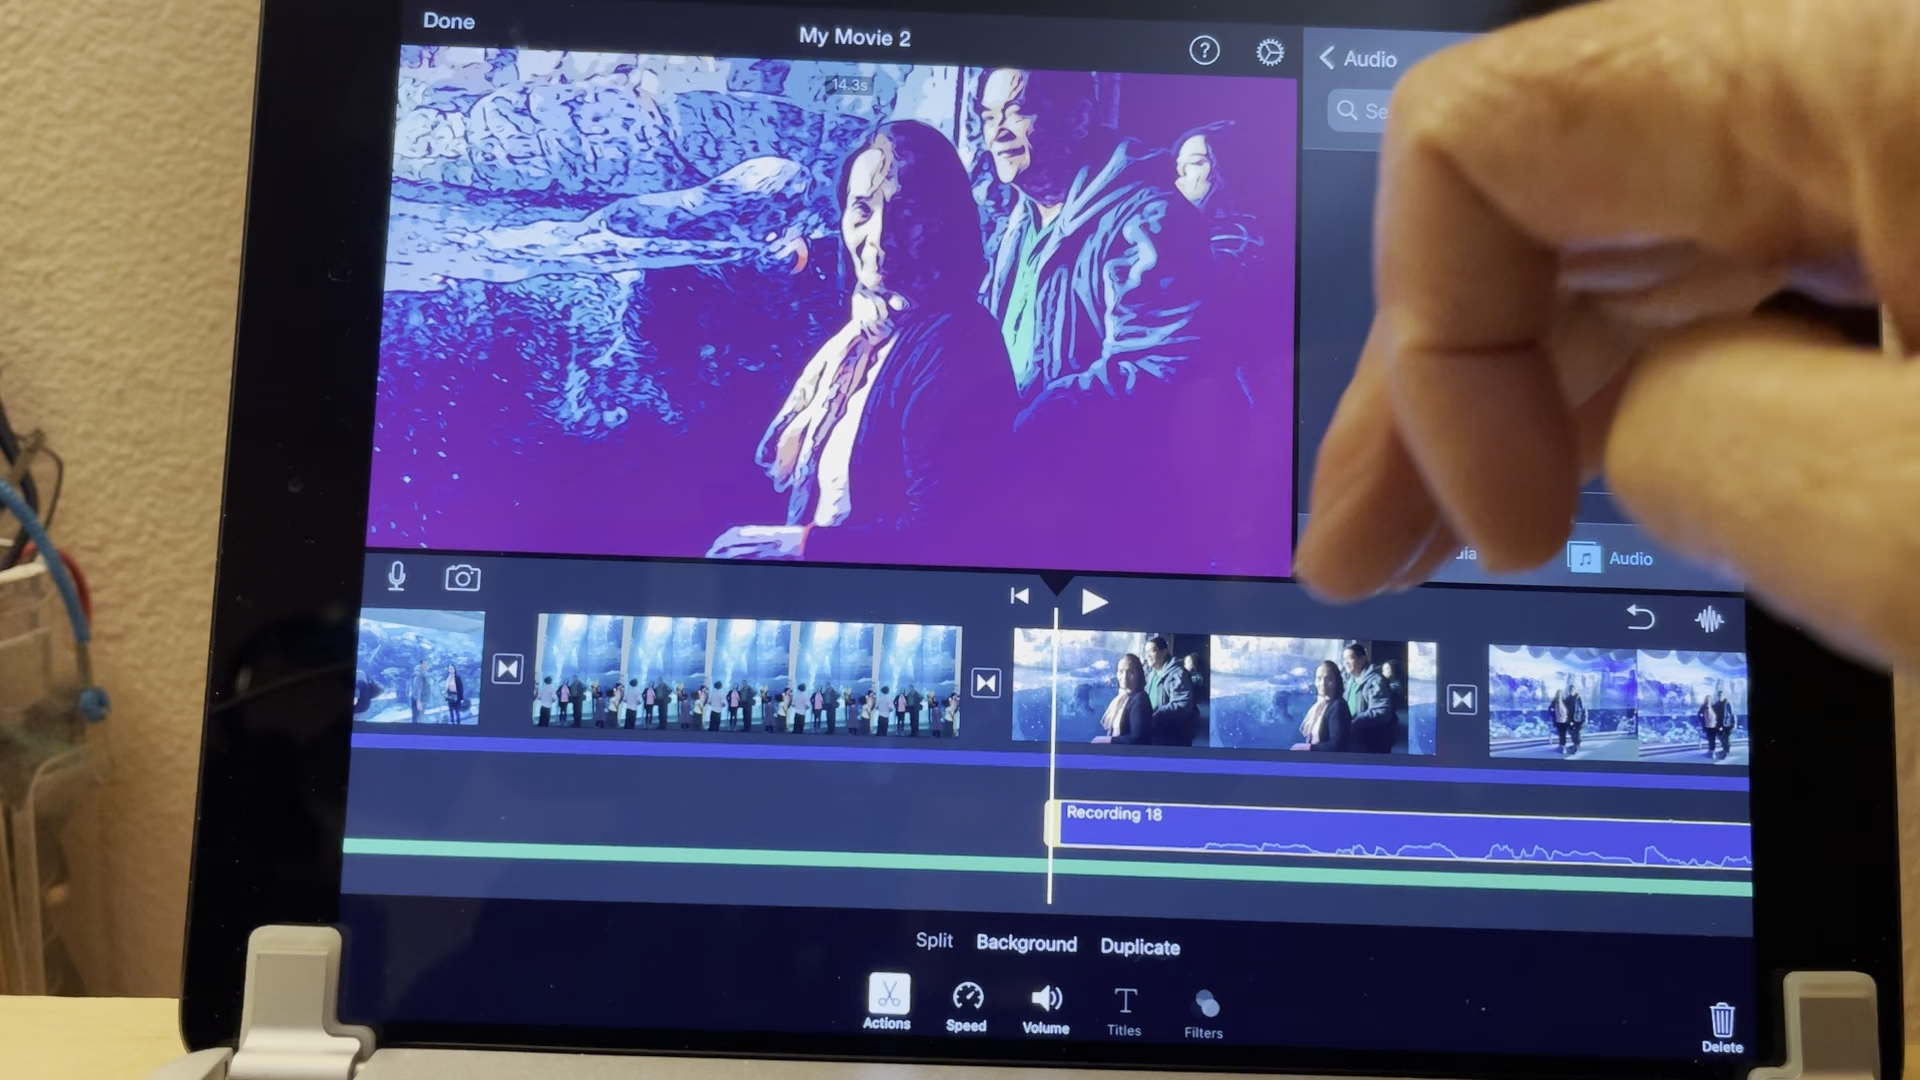 Done
My Movie 2
?
Audio
14.3s
Se
Audio
Recording 18
Split
Background
Duplicate
Actions
Speed
Volume
T
Titles
Filters
Delete